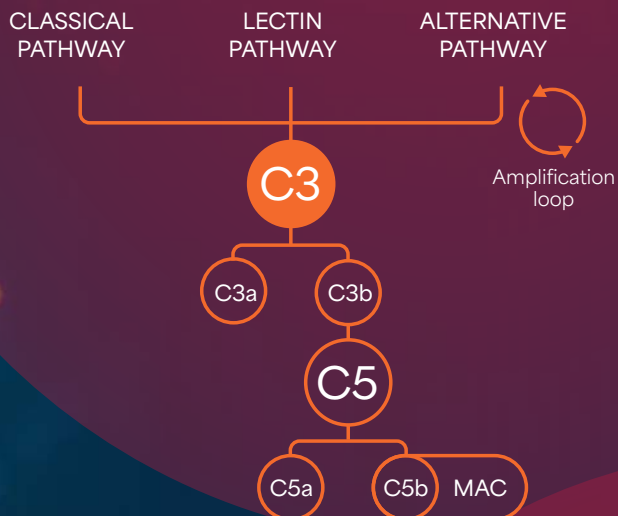 CLASSICAL
PATHWAY
LECTIN
PATHWAY
ALTERNATIVE
PATHWAY
Amplification
loop
C3
C3a
C3b
C5
C5a
C5b
MAC